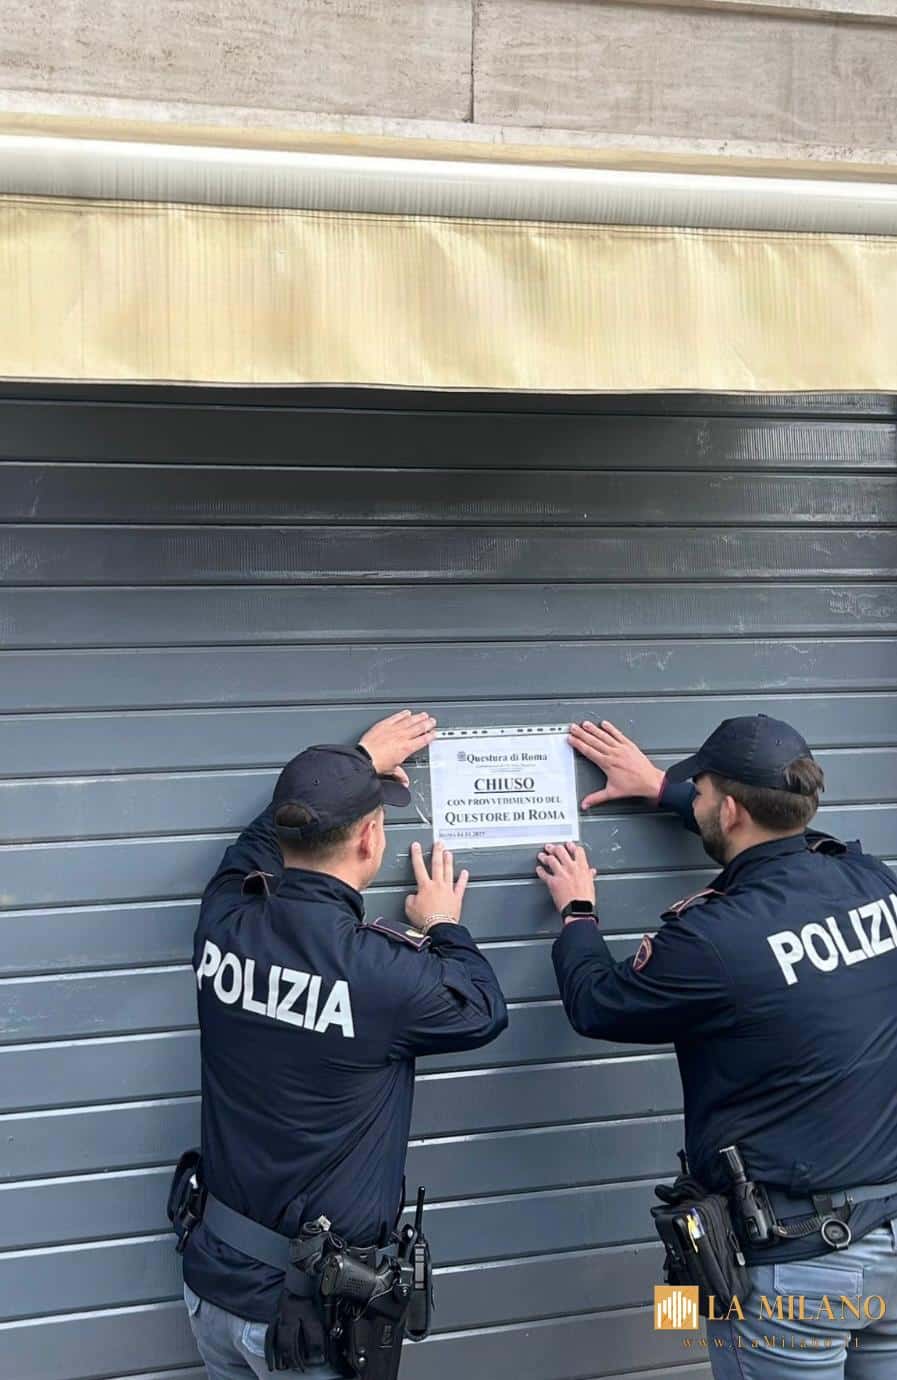 Questura di Roma
CHIUSO
CON PROVVEDIMENTO DEL
QUESTORE DI ROMA
POLIZIA
POLIZI
LA MILANO
www.LaMilano.it